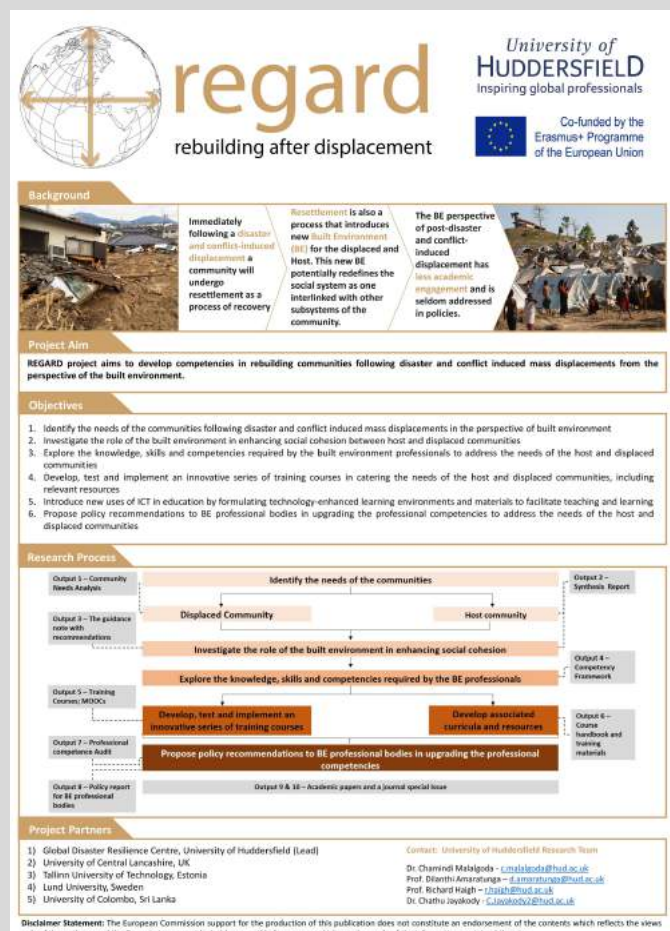 regard
rebuilding after displacement
University of
HUDDERSFIELD
Inspiring global professionals
Co-funded by the
Erasmus+ Programme
of the European Union
Background
Immediately
following a disaster
and conflict-induced
displacement a
community will
undergo
resettlement as a
process of recovery
Resettlement is also a
process that introduces
new Built Environment
(BE) for the displaced and
Host. This new BE
potentially redefines the
social system as one
interlinked with other
subsystems of the
community.
The BE perspective
of post-disaster
and conflict-
induced
displacement has
less academic
engagement and is
seldom addressed
in policies.
Project Aim
REGARD project aims to develop competencies in rebuilding communities following disaster and conflict induced mass displacements from the
perspective of the built environment.
Objectives
1. Identify the needs of the communities following disaster and conflict induced mass displacements in the perspective of built environment
2. Investigate the role of the built environment in enhancing social cohesion between host and displaced communities
3. Explore the knowledge, skills and competencies required by the built environment professionals to address the needs of the host and displaced
communities
4. Develop, test and implement an innovative series of training courses in catering the needs of the host and displaced communities, including
relevant resources
5. Introduce new uses of ICT in education by formulating technology-enhanced learning environments and materials to facilitate teaching and learning
6. Propose policy recommendations to BE professional bodies in upgrading the professional competencies to address the needs of the host and
displaced communities
Research Process
Output 1 – Community
Needs Analysis
Identify the needs of the communities
Output 2 –
Synthesis Report
Displaced Community
Host community
Output 3 – The guidance
note with
recommendations
Investigate the role of the built environment in enhancing social cohesion
Output 4 –
Competency
Framework
Explore the knowledge, skills and competencies required by the BE professionals
Output 5 – Training
Courses; MOOCs
Develop, test and implement an
innovative series of training courses
Develop associated
curricula and resources
Output 6 –
Course
handbook and
training
materials
Output 7 – Professional
competence Audit
Propose policy recommendations to BE professional bodies in upgrading the professional
competencies
Output 8 – Policy report
for BE professional
bodies
Output 9 & 10 – Academic papers and a journal special issue
Project Partners
1) Global Disaster Resilience Centre, University of Huddersfield (Lead)
2) University of Central Lancashire, UK
3) Tallinn University of Technology, Estonia
4) Lund University, Sweden
5) University of Colombo, Sri Lanka
Contact: University of Huddersfield Research Team
Dr. Chamindi Malalgoda - c.malalgoda@hud.ac.uk
Prof. Dilanthi Amaratunga – d.amaratunga@hud.ac.uk
Prof. Richard Haigh – r.haigh@hud.ac.uk
Dr. Chathu Jayakody - C.Jayakody2@hud.ac.uk
Disclaimer Statement: The European Commission support for the production of this publication does not constitute an endorsement of the contents which reflects the views